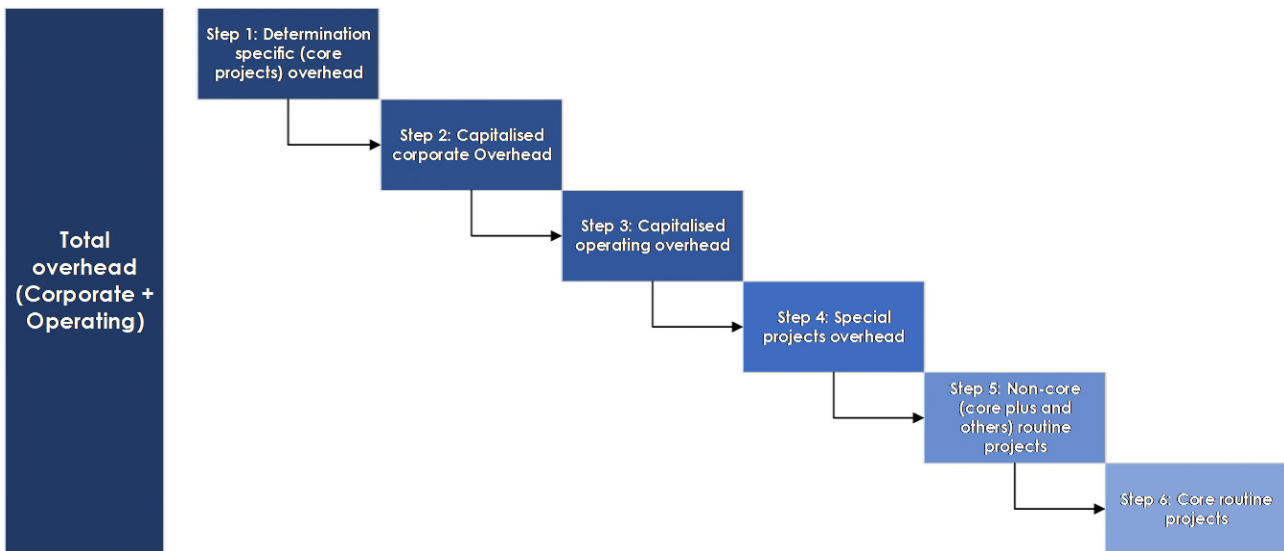 Total
overhead
(Corporate +
Operating)
Step 1: Determination
specific (core
projects) overhead
Step 2: Capitalised
corporate Overhead
Step 3: Capitalised
operating overhead
Step 4: Special
projects overhead
Step 5: Non-core
(core plus and
others) routine
projects
Step 6: Core routine
projects